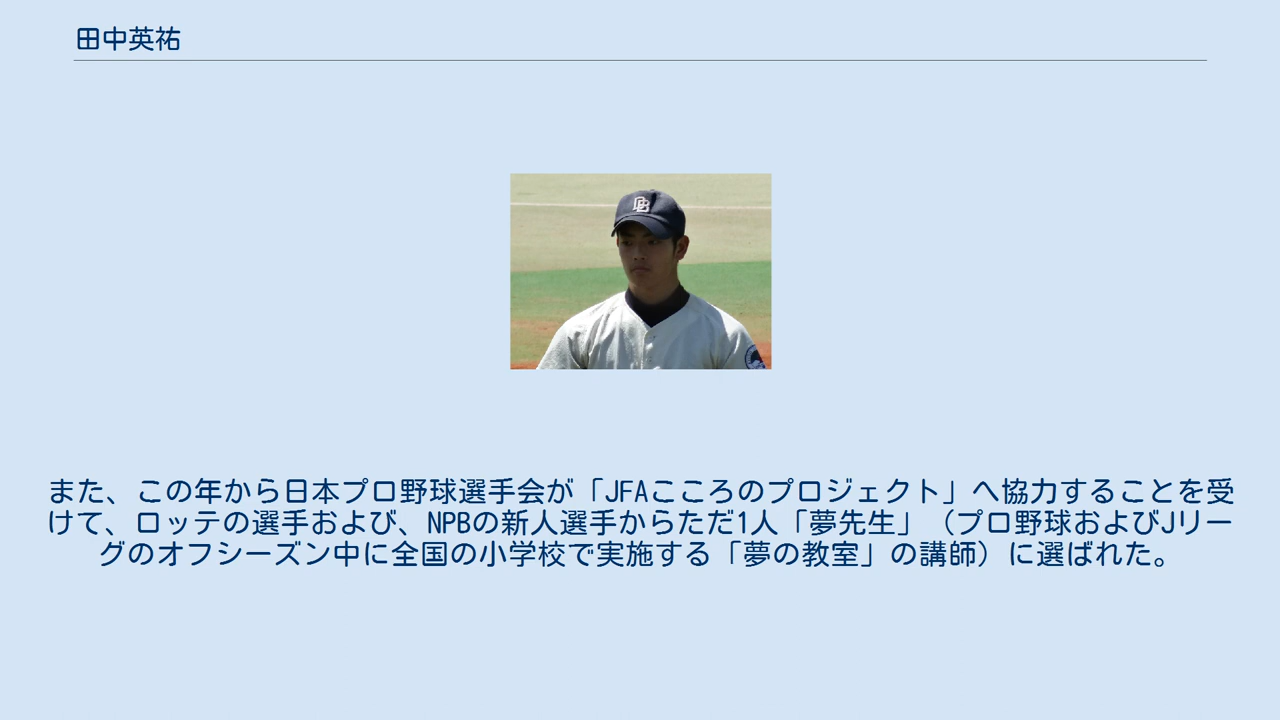 田中英祐
また、この年から日本プロ野球選手会が「JFAこころのプロジェクト」へ協力することを受
けて、ロッテの選手および、NPBの新人選手からただ1人「夢先生」（プロ野球およびJリー
グのオフシーズン中に全国の小学校で実施する「夢の教室」の講師）に選ばれた。